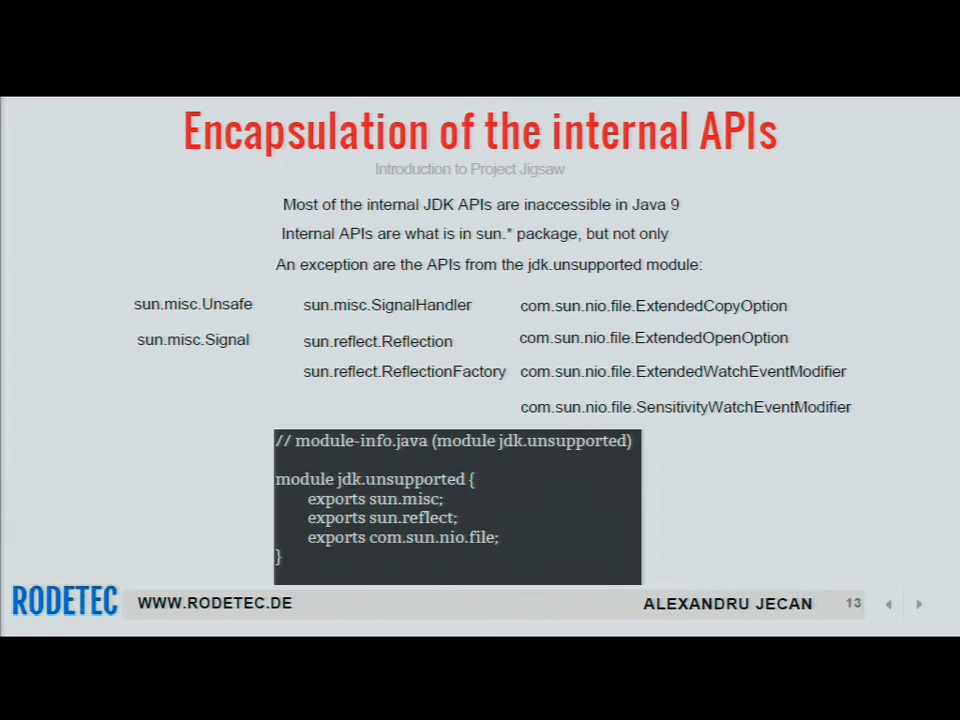 Encapsulation of the internal APIs
Introduction to Project Jigsaw
Most of the internal JDK APIs are inaccessible in Java 9
Internal APIs are what is in sun.* package, but not only
An exception are the APIs from the jdk.unsupported module:
sun.misc.Unsafe
sun.misc.Signal
sun.misc.SignalHandler
sun.reflect.Reflection
sun.reflect.ReflectionFactory
com.sun.nio.file.ExtendedCopyOption
com.sun.nio.file.ExtendedOpenOption
com.sun.nio.file.ExtendedWatchEventModifier
com.sun.nio.file.SensitivityWatchEventModifier
// module-info.java (module jdk.unsupported)
module jdk.unsupported {
exports sun.misc;
exports sun.reflect;
exports com.sun.nio.file;
}
RODETEC
WWW.RODETEC.DE
ALEXANDRU JECAN
13